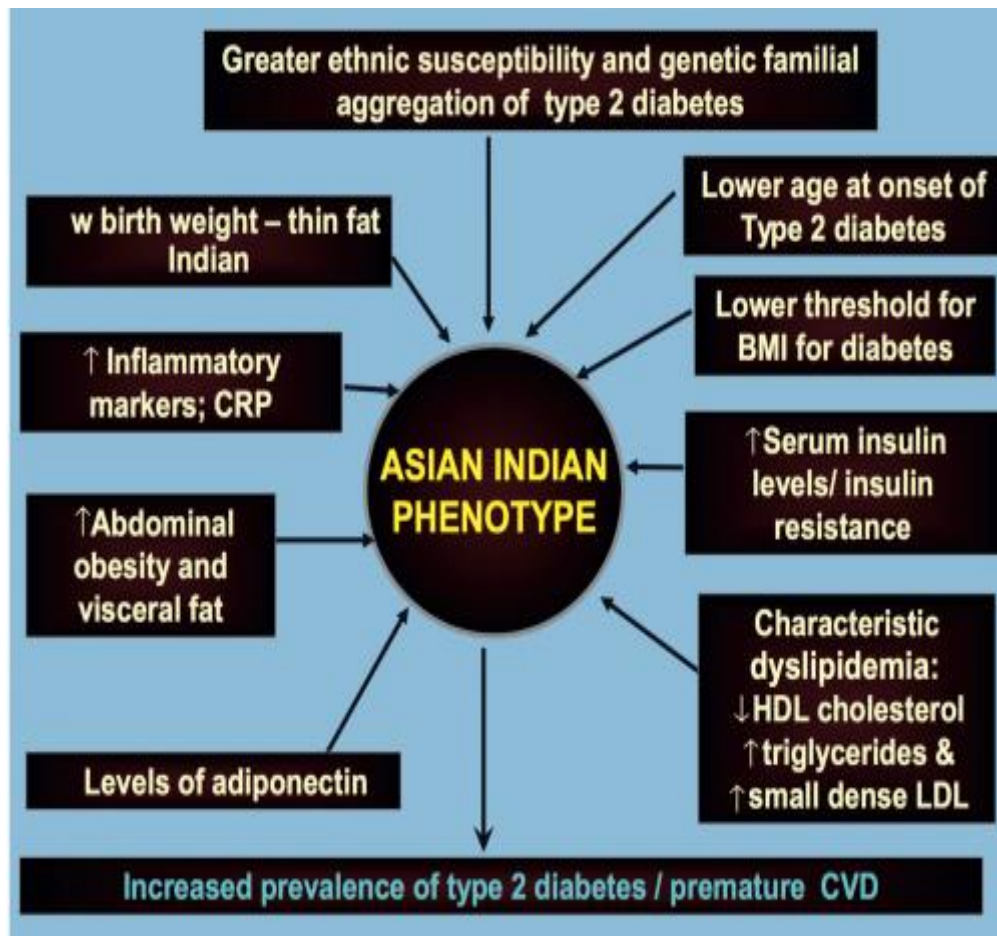 Greater ethnic susceptibility and genetic familial
aggregation of type 2 diabetes
w birth weight – thin fat
Indian
Lower age at onset of
Type 2 diabetes
Lower threshold for
BMI for diabetes
↑ Inflammatory
markers; CRP
ASIAN INDIAN
PHENOTYPE
↑Serum insulin
levels/ insulin
resistance
↑Abdominal
obesity and
visceral fat
Characteristic
dyslipidemia:
↓HDL cholesterol
↑triglycerides &
↑small dense LDL
Levels of adiponectin
Increased prevalence of type 2 diabetes / premature CVD